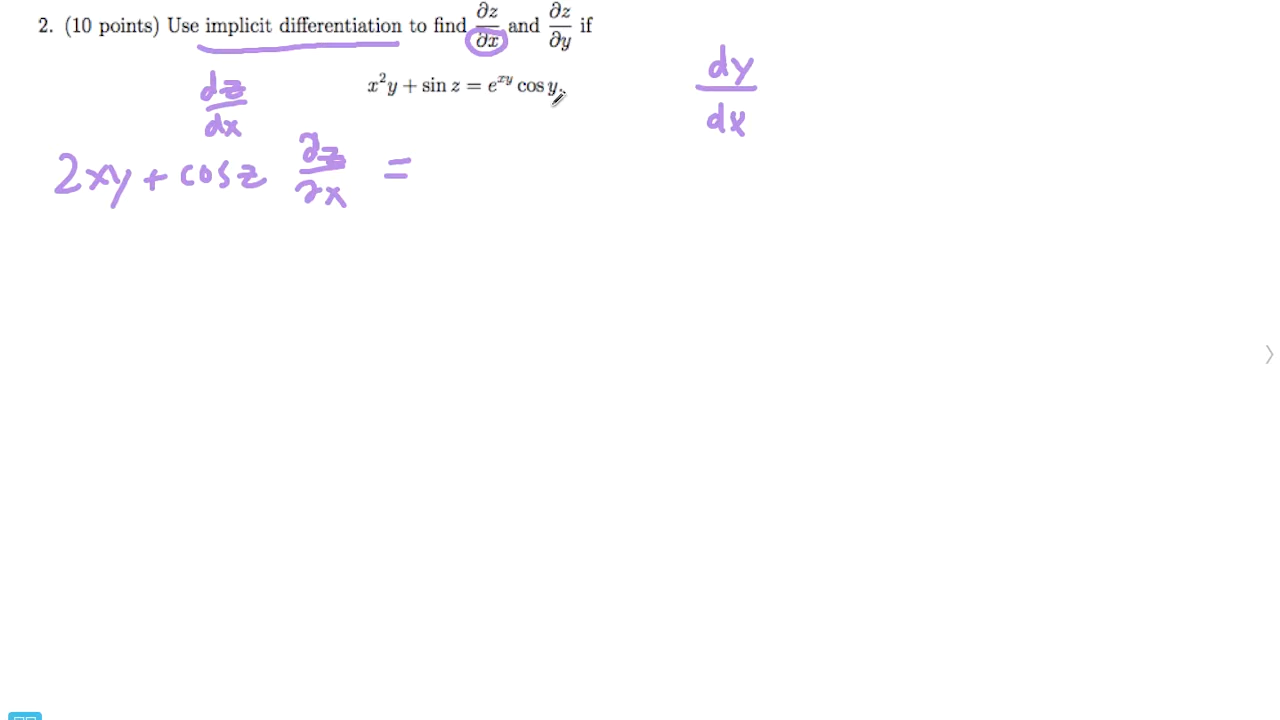 2. (10 points) Use implicit differentiation to find ∂z/∂x and ∂z/∂y if
x²y + sin z = e^{xy} cos y.
dz/dx
dy/dx
2xy + cos z ∂z/∂x =